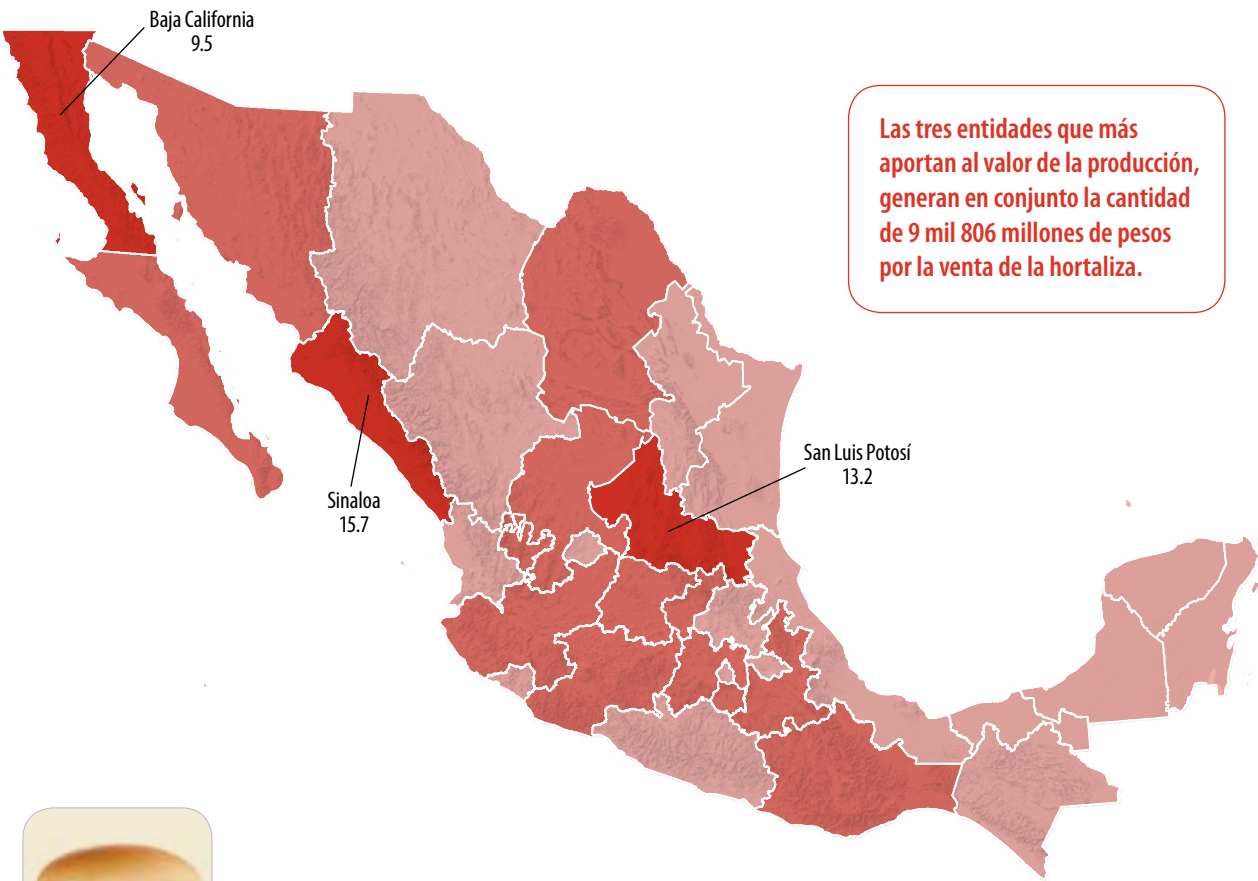 Baja California
9.5
Las tres entidades que más
aportan al valor de la producción,
generan en conjunto la cantidad
de 9 mil 806 millones de pesos
por la venta de la hortaliza.
San Luis Potosí
13.2
Sinaloa
15.7